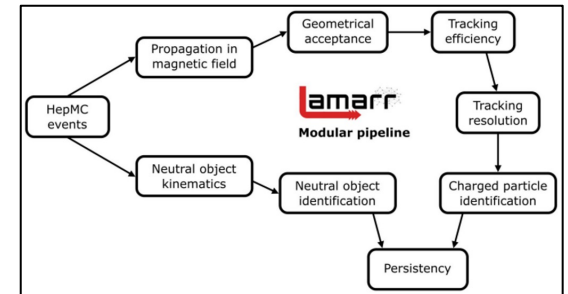 Geometrical
acceptance
Tracking
efficiency
Propagation in
magnetic field
Lamarr
Modular pipeline
HepMC
events
Tracking
resolution
Neutral object
kinematics
Neutral object
identification
Charged particle
identification
Persistency